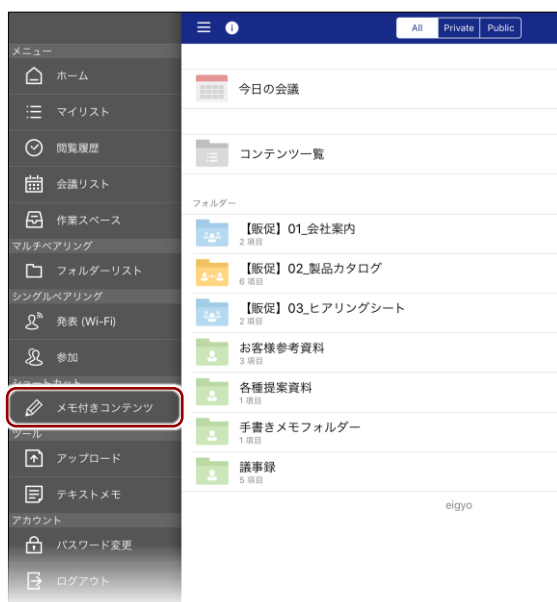 メニュー
ホーム
マイリスト
閲覧履歴
会議リスト
作業スペース
マルチペアリング
フォルダーリスト
シングルペアリング
発表 (Wi-Fi)
参加
ショートカット
メモ付きコンテンツ
ツール
アップロード
テキストメモ
アカウント
パスワード変更
ログアウト
All Private Public
今日の会議
コンテンツ一覧
フォルダー
【販促】01_会社案内
2 項目
【販促】02_製品カタログ
6 項目
【販促】03_ヒアリングシート
2 項目
お客様参考資料
3 項目
各種提案資料
1 項目
手書きメモフォルダー
1 項目
議事録
5 項目
eigyo